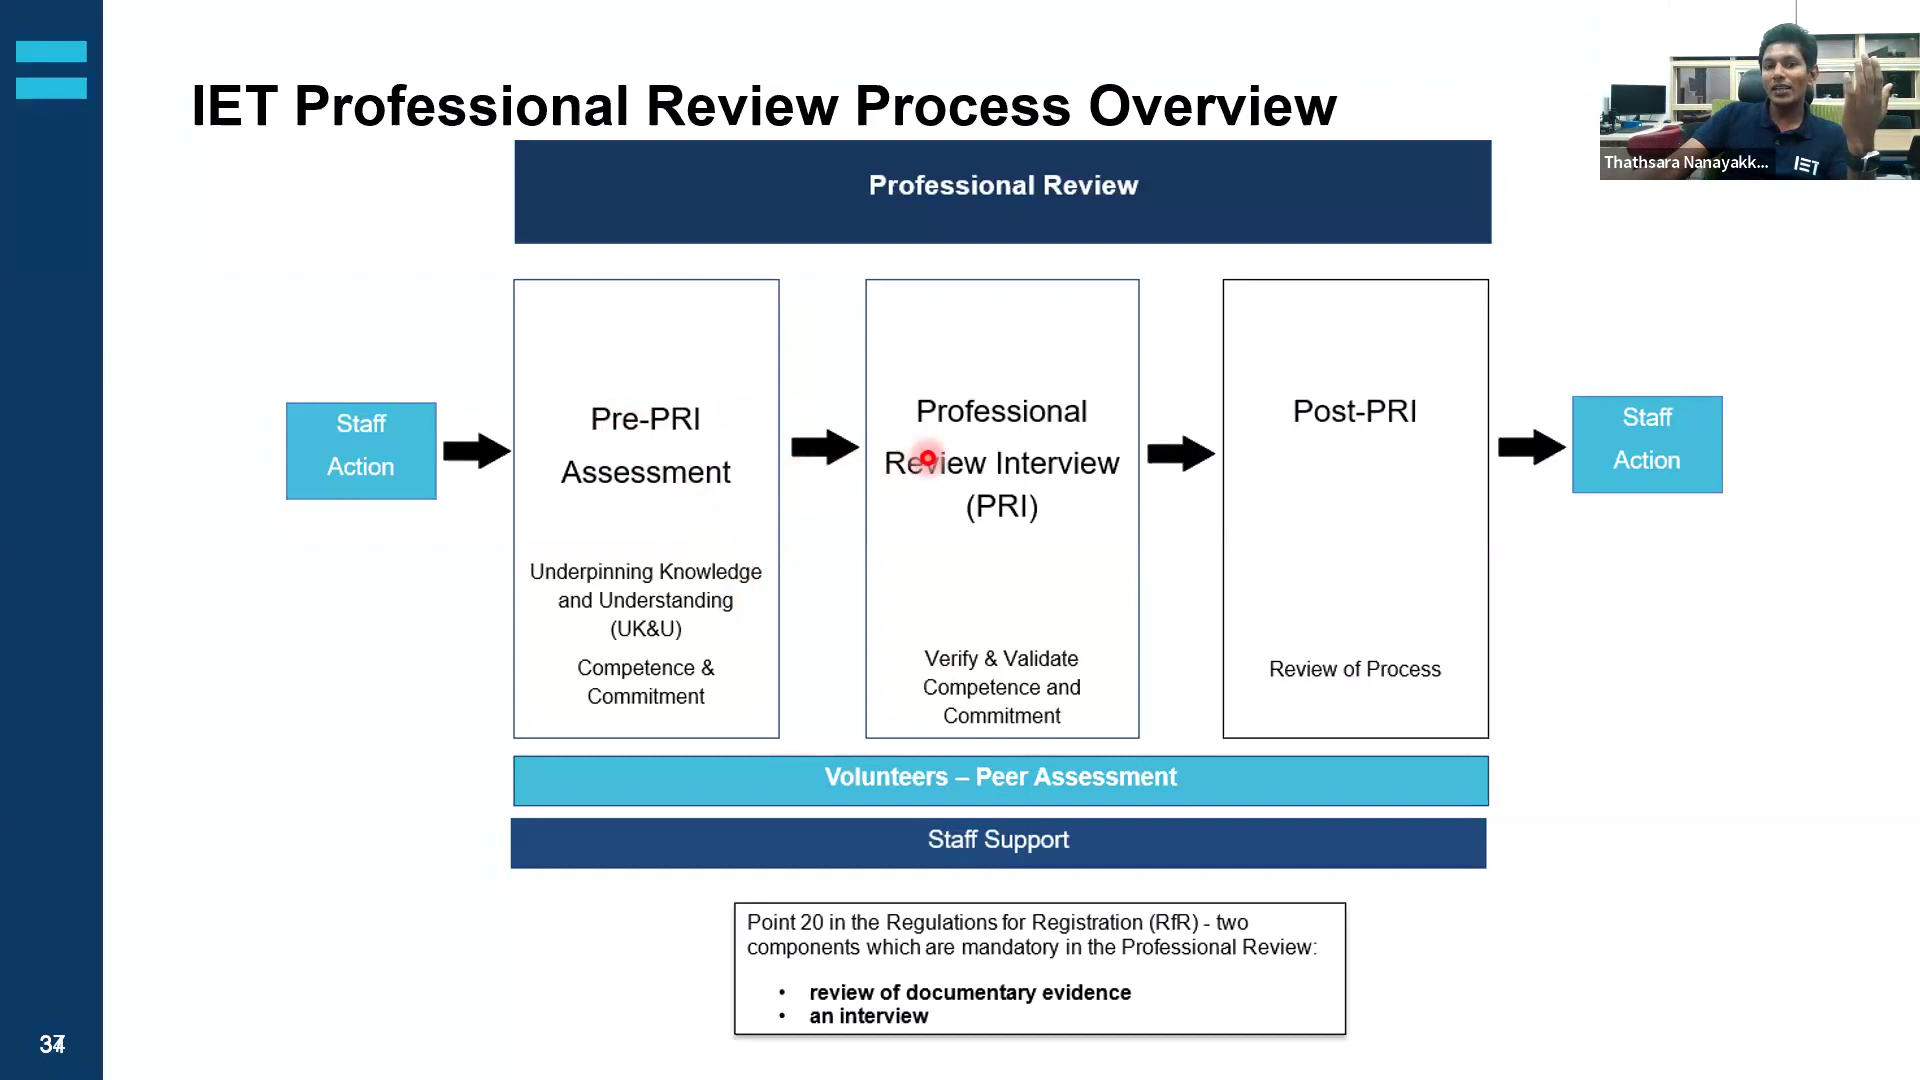 IET Professional Review Process Overview
Thathsara Nanayakk...
IET
Professional Review
Staff
Action
Pre-PRI
Assessment
Underpinning Knowledge
and Understanding
(UK&U)
Competence &
Commitment
Professional
Review Interview
(PRI)
Verify & Validate
Competence and
Commitment
Post-PRI
Review of Process
Staff
Action
Volunteers – Peer Assessment
Staff Support
Point 20 in the Regulations for Registration (RfR) - two
components which are mandatory in the Professional Review:
• review of documentary evidence
• an interview